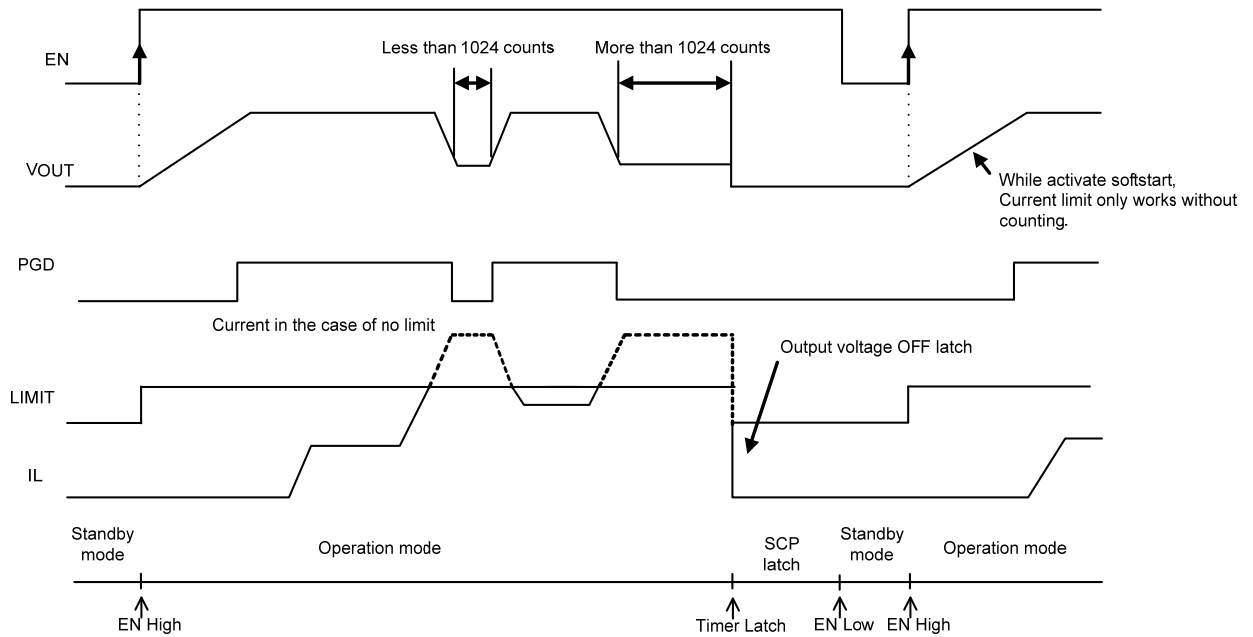 EN
Less than 1024 counts
More than 1024 counts
VOUT
While activate softstart,
Current limit only works without
counting.
PGD
Current in the case of no limit
Output voltage OFF latch
LIMIT
IL
Standby
mode
Operation mode
SCP
latch
Standby
mode
Operation mode
EN High
Timer Latch
EN Low
EN High